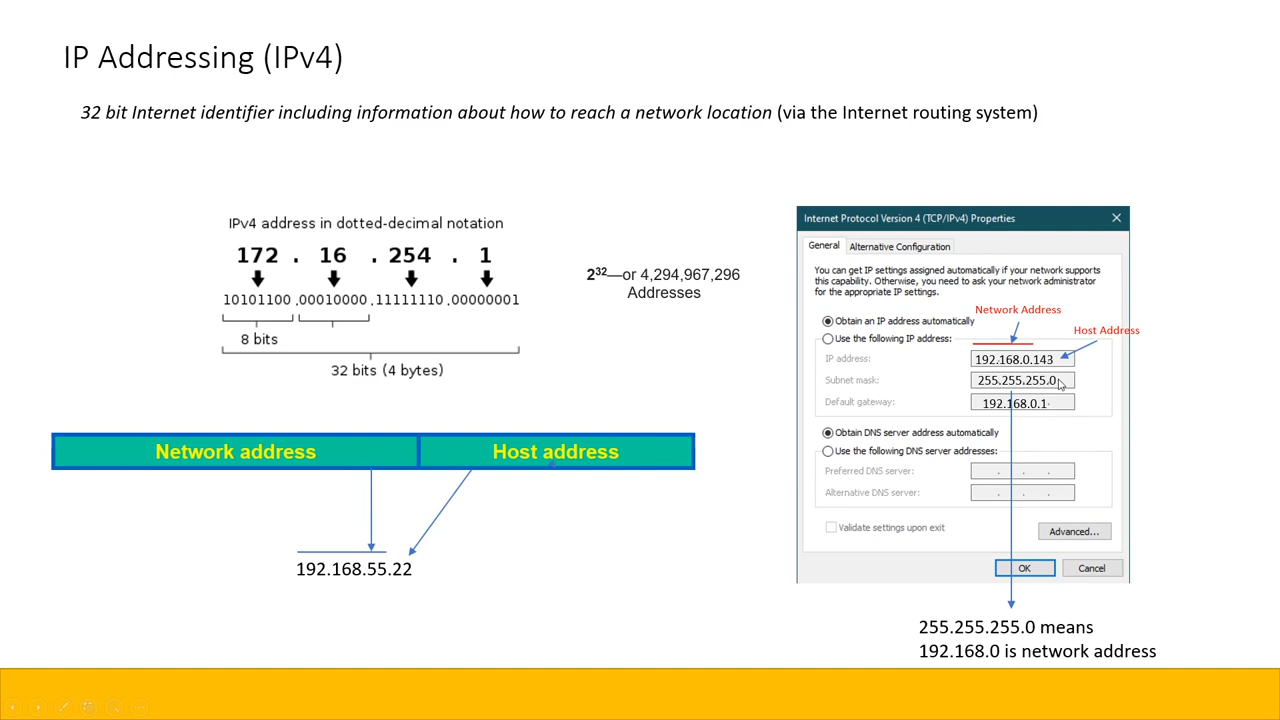 IP Addressing (IPv4)
32 bit Internet identifier including information about how to reach a network location (via the Internet routing system)
IPv4 address in dotted-decimal notation
172 . 16 . 254 . 1
10101100 .00010000 .11111110 .00000001
8 bits
32 bits (4 bytes)
2³²—or 4,294,967,296
Addresses
Network address Host address
192.168.55.22
Internet Protocol Version 4 (TCP/IPv4) Properties
General Alternative Configuration
You can get IP settings assigned automatically if your network supports
this capability. Otherwise, you need to ask your network administrator
for the appropriate IP settings.
Network Address
Obtain an IP address automatically
Host Address
Use the following IP address:
IP address: 192.168.0.143
Subnet mask: 255.255.255.0
Default gateway: 192.168.0.1
Obtain DNS server address automatically
Use the following DNS server addresses:
Preferred DNS server: . . .
Alternative DNS server: . . .
Validate settings upon exit
Advanced...
OK Cancel
255.255.255.0 means
192.168.0 is network address